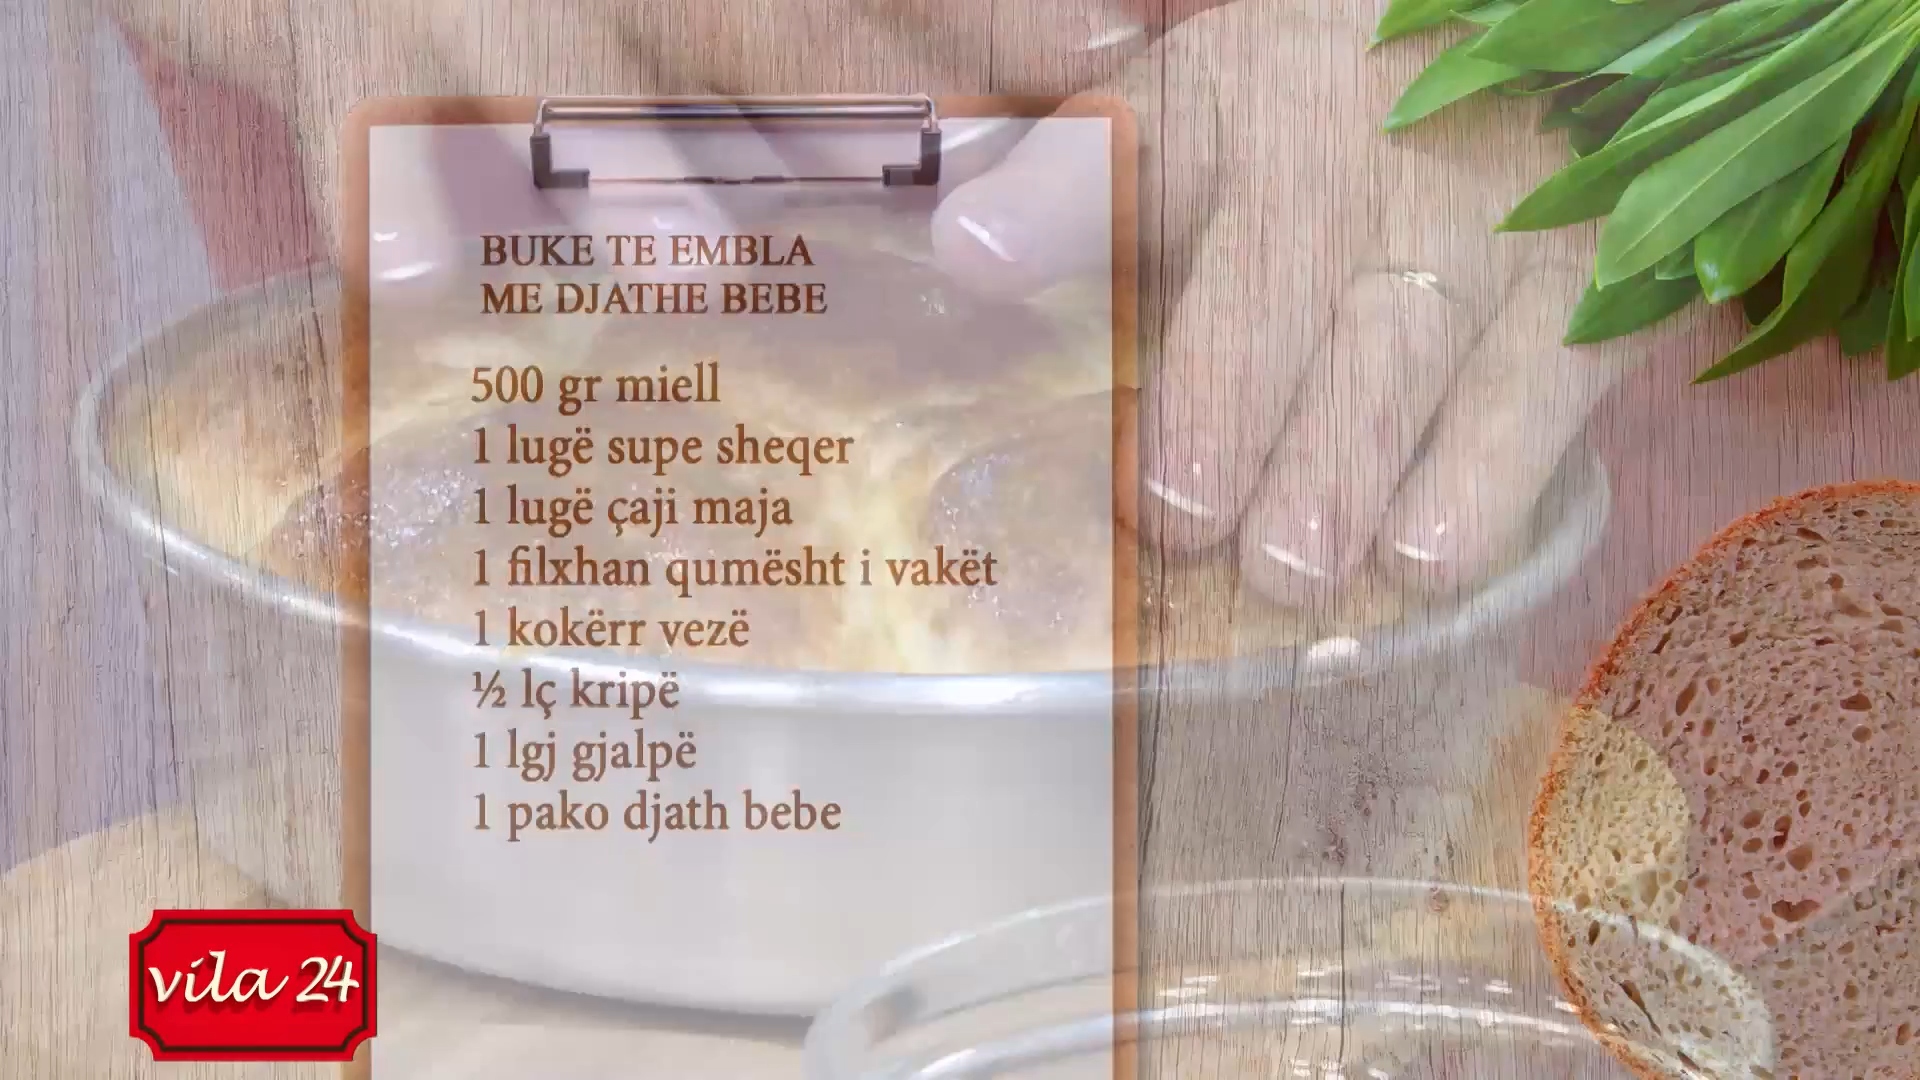 BUKE TE EMBLA
ME DJATHE BEBE
500 gr miell
1 lugë supe sheqer
1 lugë çaji maja
1 filxhan qumësht i vakët
1 kokërr vezë
½ lç kripë
1 lgj gjalpë
1 pako djath bebe
vila 24